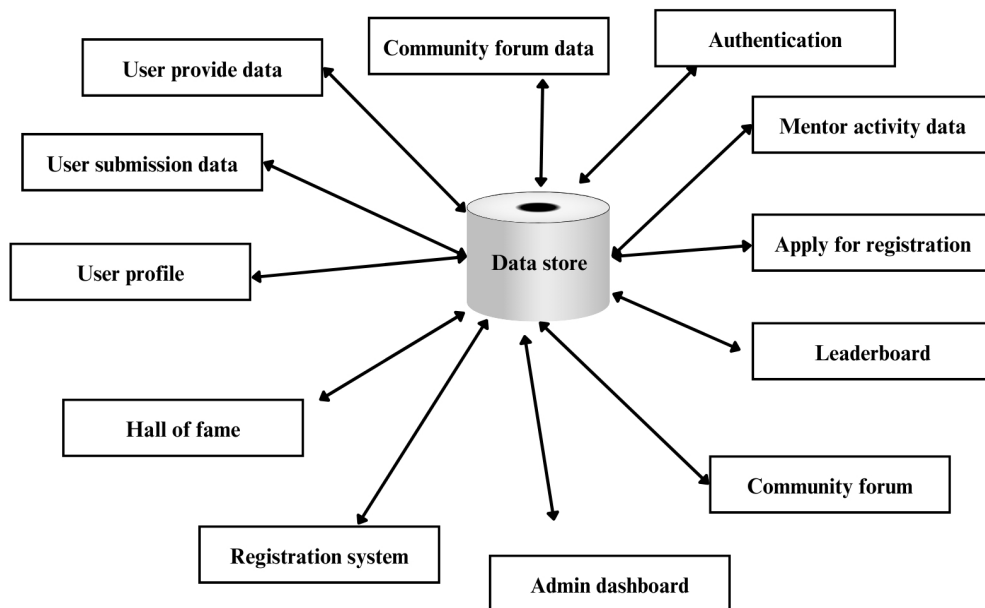 Community forum data
Authentication
User provide data
Mentor activity data
User submission data
Apply for registration
Data store
User profile
Leaderboard
Hall of fame
Community forum
Registration system
Admin dashboard